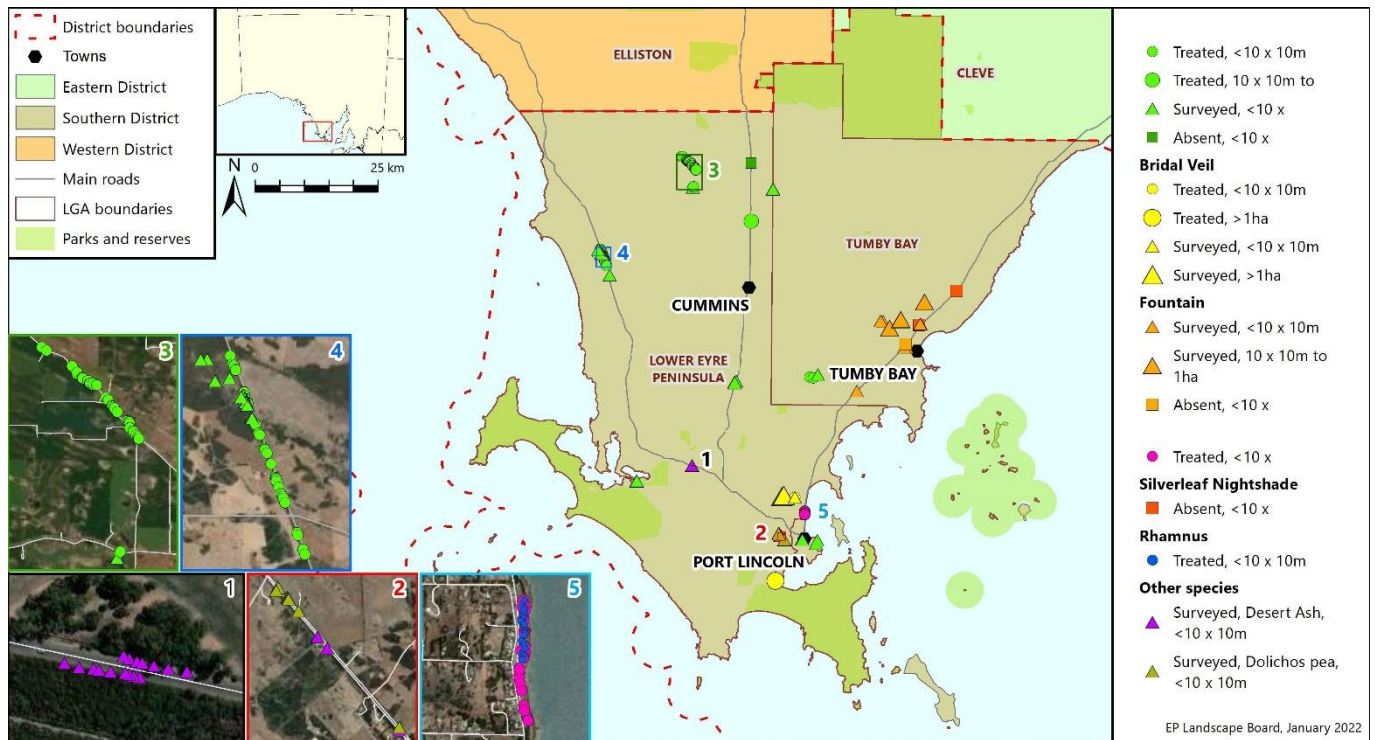 District boundaries
Towns
Eastern District
Southern District
Western District
Main roads
LGA boundaries
Parks and reserves
N
0 25 km
ELLISTON
CLEVE
3
4
CUMMINS
TUMBY BAY
LOWER EYRE
PENINSULA
TUMBY BAY
1
5
2
PORT LINCOLN
3
4
1
2
5
Treated, <10 x 10m
Treated, 10 x 10m to
Surveyed, <10 x
Absent, <10 x
Bridal Veil
Treated, <10 x 10m
Treated, >1ha
Surveyed, <10 x 10m
Surveyed, >1ha
Fountain
Surveyed, <10 x 10m
Surveyed, 10 x 10m to
1ha
Absent, <10 x
Treated, <10 x
Silverleaf Nightshade
Absent, <10 x
Rhamnus
Treated, <10 x 10m
Other species
Surveyed, Desert Ash,
<10 x 10m
Surveyed, Dolichos pea,
<10 x 10m
EP Landscape Board, January 2022